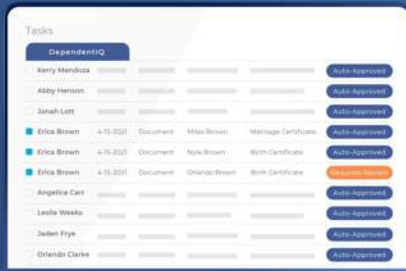 Tasks
DependentIQ
Kerry Mendoza Auto-Approved
Abby Henson Auto-Approved
Jonah Lott Auto-Approved
Erica Brown 4-15-2021 Document Miles Brown Marriage Certificate Auto-Approved
Erica Brown 4-15-2021 Document Nyla Brown Birth Certificate Auto-Approved
Erica Brown 4-15-2021 Document Orlando Brown Birth Certificate Requires Review
Angelica Carr Auto-Approved
Leslie Weeks Auto-Approved
Jaden Frye Auto-Approved
Orlando Clarke Auto-Approved